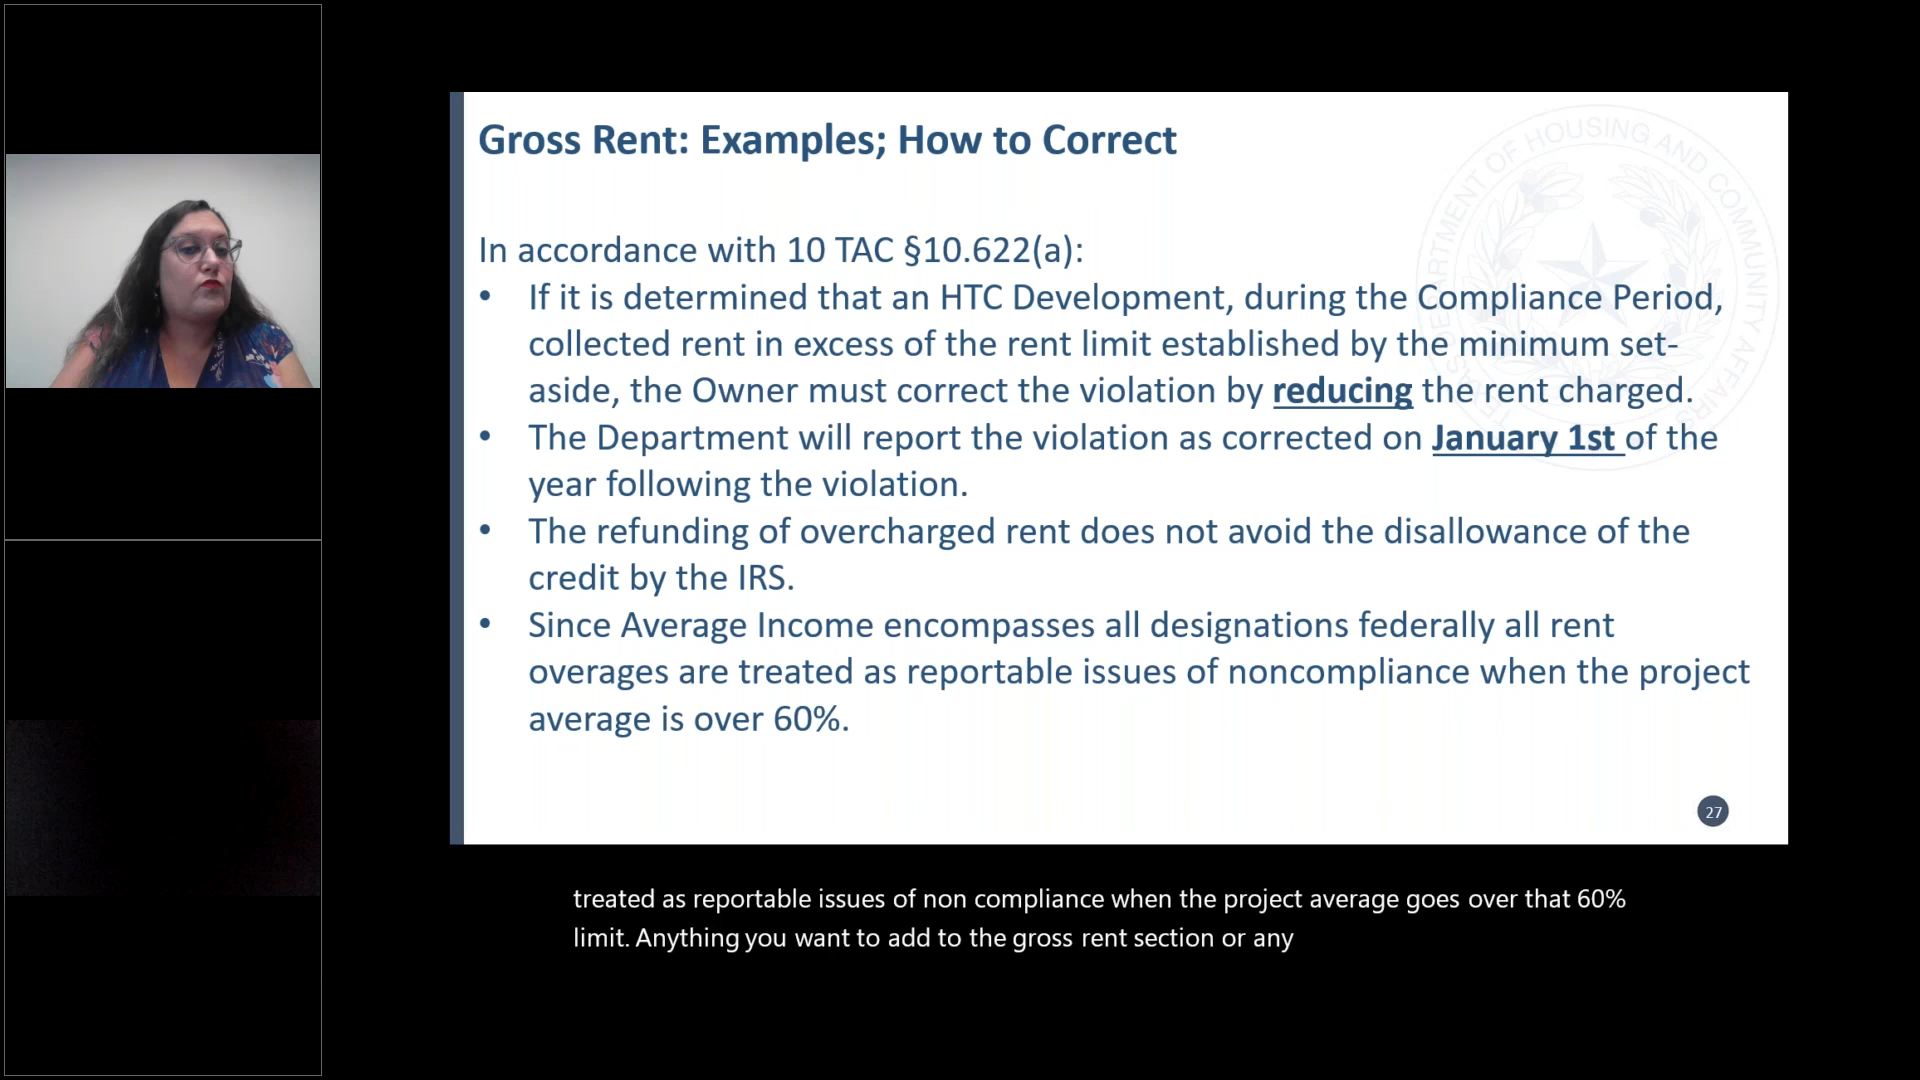 Gross Rent: Examples; How to Correct
In accordance with 10 TAC §10.622(a):
• If it is determined that an HTC Development, during the Compliance Period,
collected rent in excess of the rent limit established by the minimum set-
aside, the Owner must correct the violation by reducing the rent charged.
• The Department will report the violation as corrected on January 1st of the
year following the violation.
• The refunding of overcharged rent does not avoid the disallowance of the
credit by the IRS.
• Since Average Income encompasses all designations federally all rent
overages are treated as reportable issues of noncompliance when the project
average is over 60%.
TEXAS DEPARTMENT OF HOUSING AND COMMUNITY AFFAIRS
27
treated as reportable issues of non compliance when the project average goes over that 60%
limit. Anything you want to add to the gross rent section or any